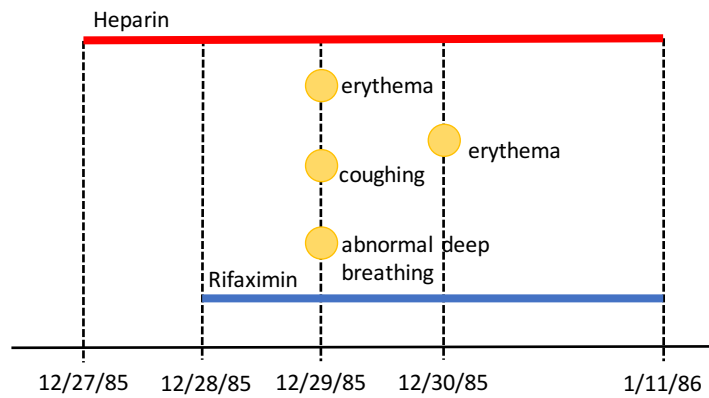 Heparin
erythema
erythema
coughing
abnormal deep
breathing
Rifaximin
12/27/85 12/28/85 12/29/85 12/30/85 1/11/86